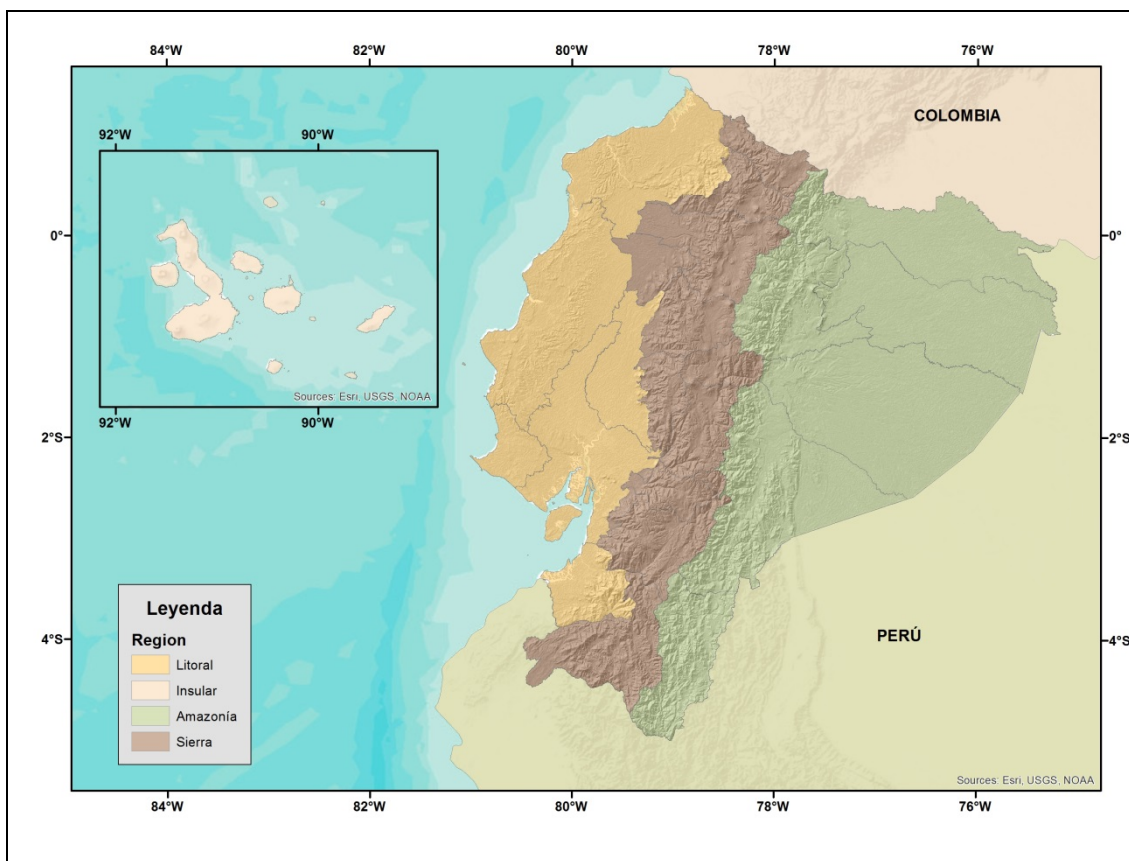 84°W 82°W 80°W 78°W 76°W
COLOMBIA
92°W 90°W
0° 0°
Sources: Esri, USGS, NOAA
92°W 90°W
2°S 2°S
Leyenda
Region
Litoral
Insular
Amazonía
Sierra
4°S 4°S
PERÚ
Sources: Esri, USGS, NOAA
84°W 82°W 80°W 78°W 76°W